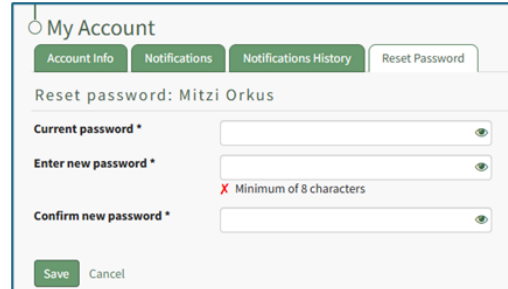 My Account
Account Info Notifications Notifications History Reset Password
Reset password: Mitzi Orkus
Current password *
Enter new password *
✗ Minimum of 8 characters
Confirm new password *
Save Cancel